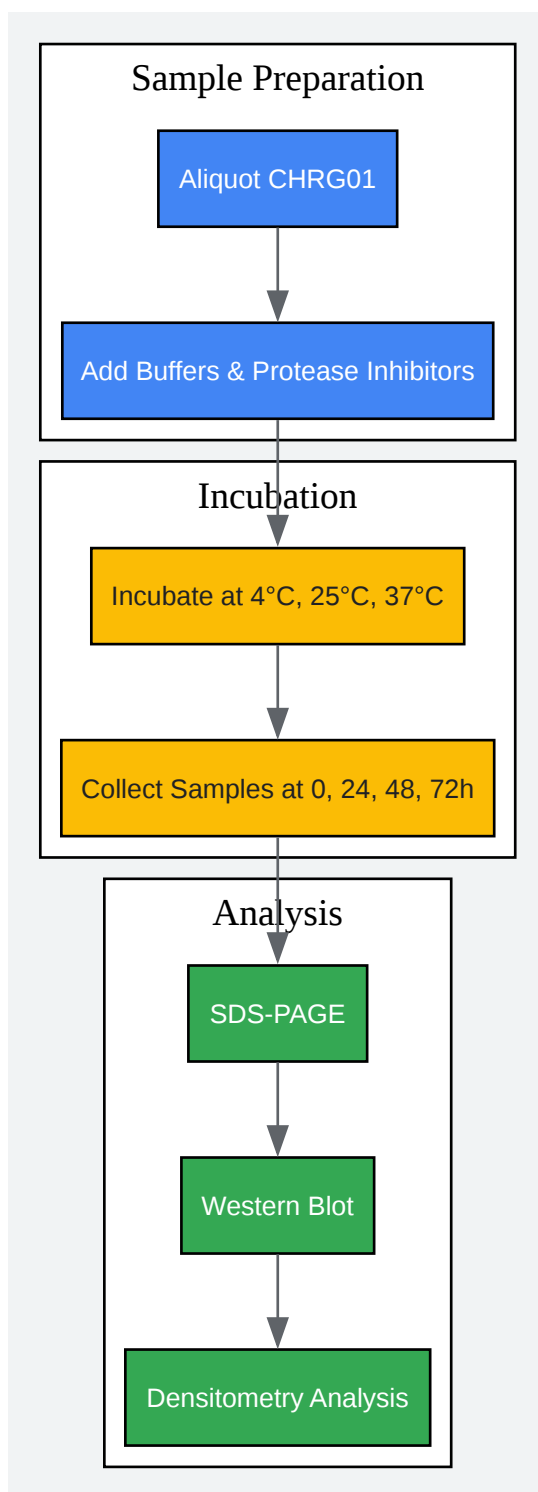 Sample Preparation
Aliquot CHRG01
Add Buffers & Protease Inhibitors
Incubation
Incubate at 4°C, 25°C, 37°C
Collect Samples at 0, 24, 48, 72h
Analysis
SDS-PAGE
Western Blot
Densitometry Analysis